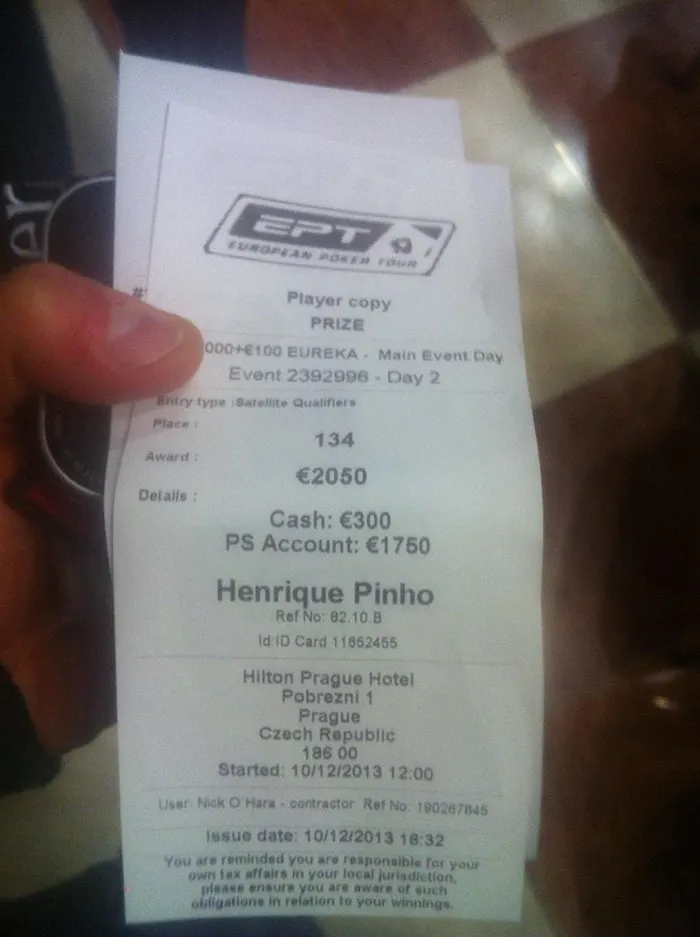 er
EPT
EUROPEAN POKER TOUR
Player copy
PRIZE
#
000+€100 EUREKA - Main Event Day
Event 2392996 - Day 2
Entry type :Satellite Qualifiers
Place :
134
Award :
€2050
Details :
Cash: €300
PS Account: €1750
Henrique Pinho
Ref No: 82.10.B
Id:ID Card 11652455
Hilton Prague Hotel
Pobrezni 1
Prague
Czech Republic
186 00
Started: 10/12/2013 12:00
User: Nick O'Hara - contractor Ref No: 190267845
Issue date: 10/12/2013 18:32
You are reminded you are responsible for your
own tax affairs in your local jurisdiction,
please ensure you are aware of such
obligations in relation to your winnings.